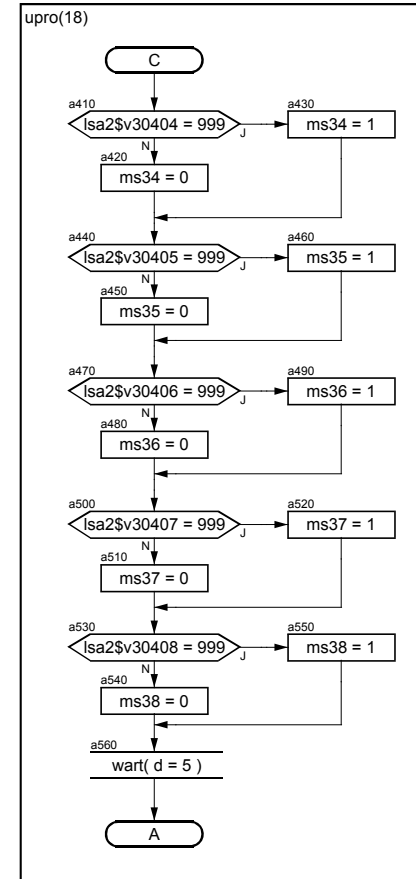 upro(18)
C
a410
lsa2$v30404 = 999
J
N
a430
ms34 = 1
a420
ms34 = 0
a440
lsa2$v30405 = 999
J
N
a460
ms35 = 1
a450
ms35 = 0
a470
lsa2$v30406 = 999
J
N
a490
ms36 = 1
a480
ms36 = 0
a500
lsa2$v30407 = 999
J
N
a520
ms37 = 1
a510
ms37 = 0
a530
lsa2$v30408 = 999
J
N
a550
ms38 = 1
a540
ms38 = 0
a560
wart( d = 5 )
A